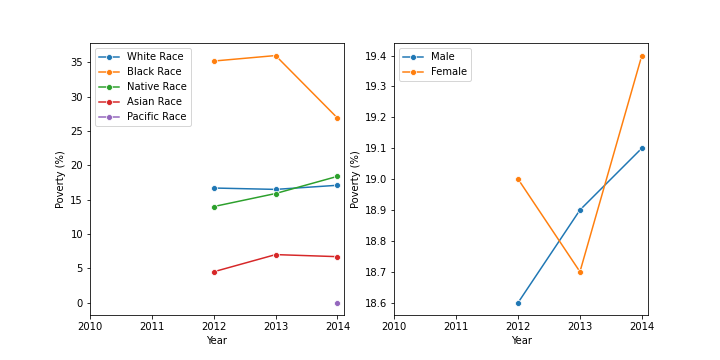 White Race
Black Race
Native Race
Asian Race
Pacific Race
35
30
25
20
15
10
5
0
Poverty (%)
2010 2011 2012 2013 2014
Year
Male
Female
19.4
19.3
19.2
19.1
19.0
18.9
18.8
18.7
18.6
Poverty (%)
2010 2011 2012 2013 2014
Year